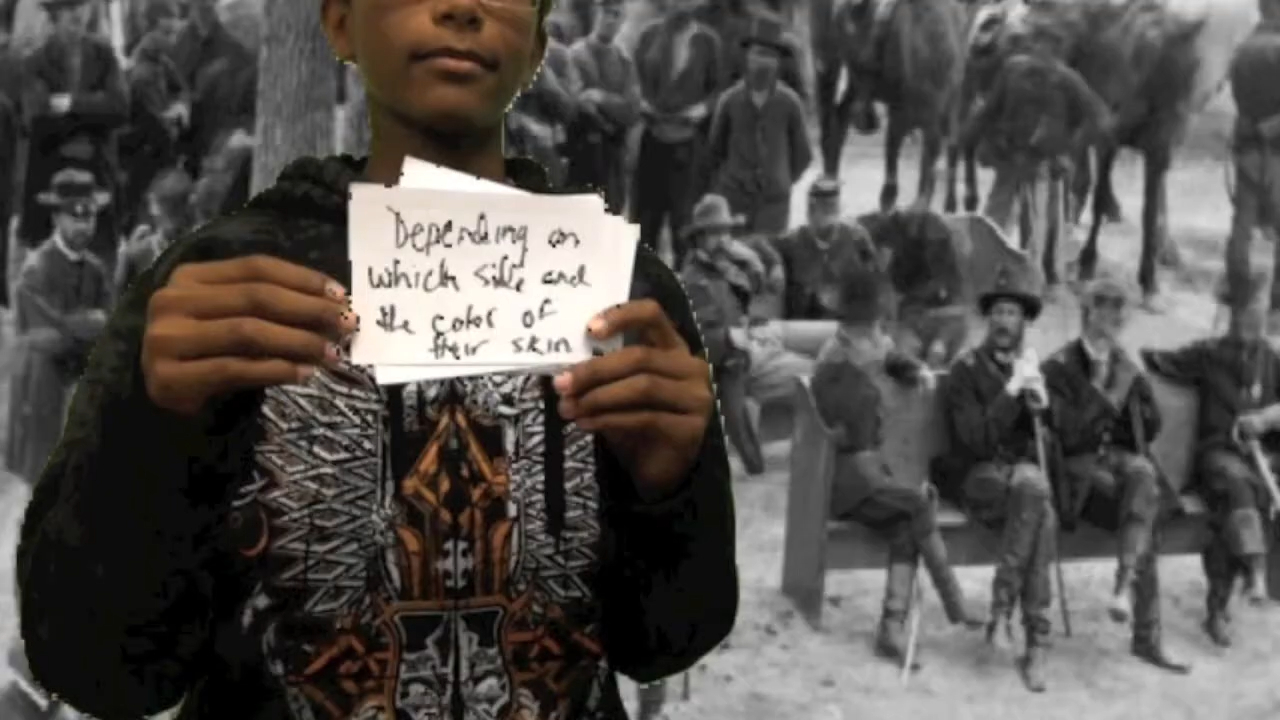 Depending on
which side and
the color of
their skin